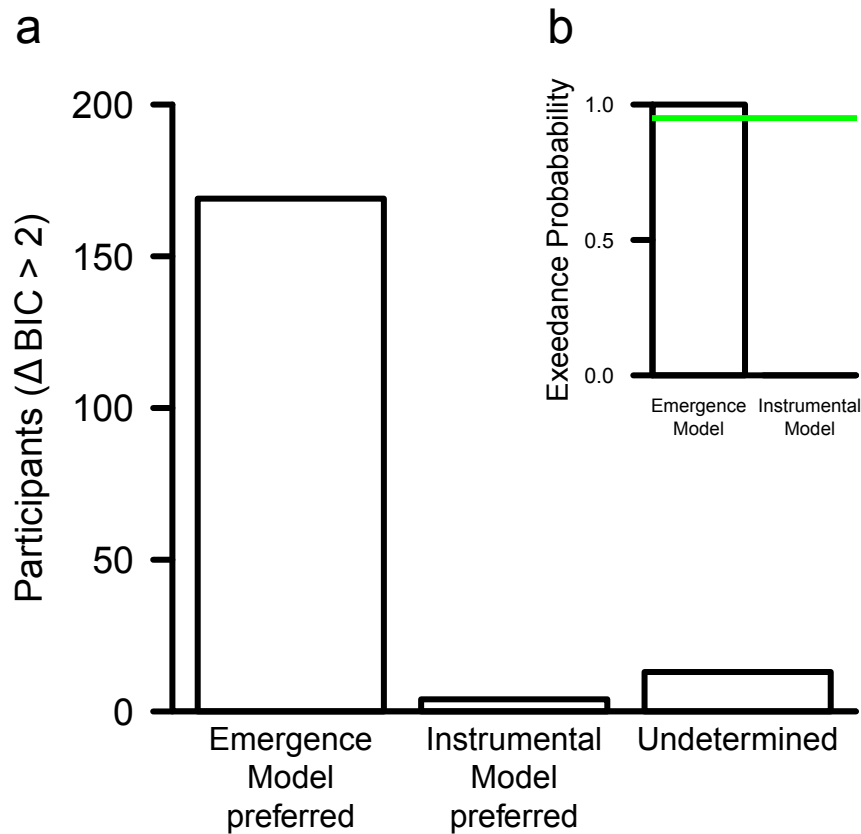 a
200
150
100
50
0
Participants (Δ BIC > 2)
Emergence
Model
preferred
Instrumental
Model
preferred
Undetermined
b
1.0
0.5
0.0
Exeedance Probabability
Emergence
Model
Instrumental
Model